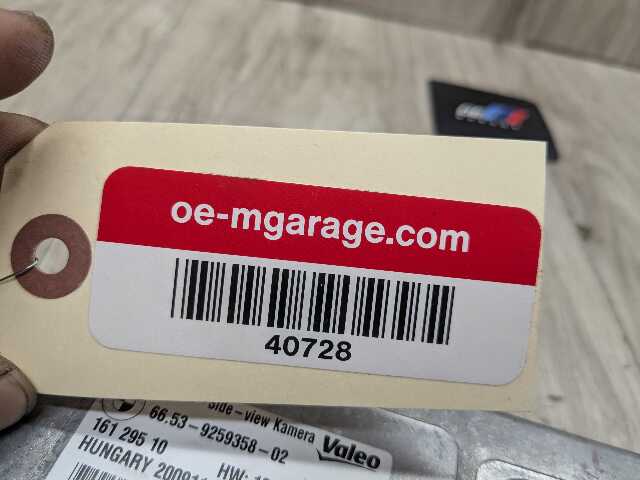 oe-mgarage.com
40728
Side-view Kamera
66.53-9259358-02
161 295 10
Valeo
HUNGARY
HW: